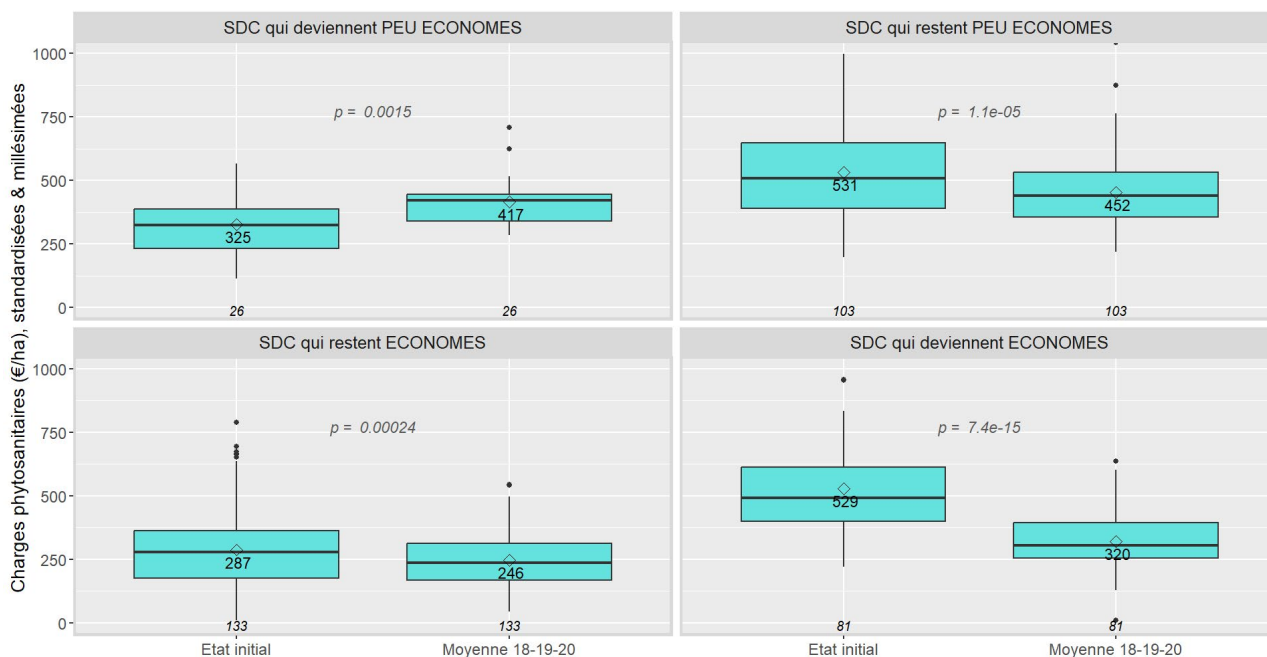 Charges phytosanitaires (€/ha), standardisées & millésimées
SDC qui deviennent PEU ECONOMES
SDC qui restent PEU ECONOMES
1000
750
500
250
0
p = 0.0015
325
417
26
26
p = 1.1e-05
531
452
103
103
SDC qui restent ECONOMES
SDC qui deviennent ECONOMES
1000
750
500
250
0
p = 0.00024
287
246
133
133
p = 7.4e-15
529
320
81
81
Etat initial
Moyenne 18-19-20
Etat initial
Moyenne 18-19-20